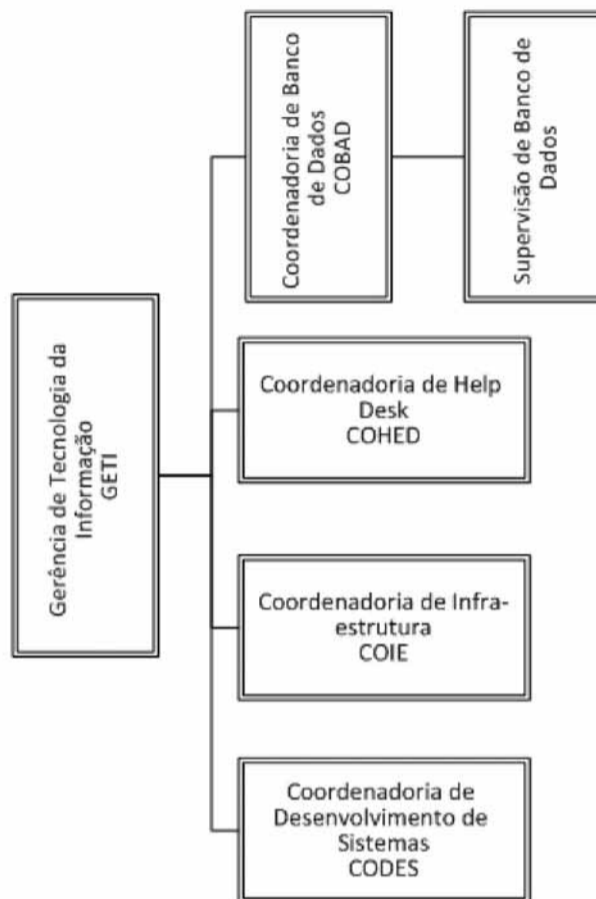 Gerência de Tecnologia da
Informação
GETI
Coordenadoria de Banco
de Dados
COBAD
Supervisão de Banco de
Dados
Coordenadoria de Help
Desk
COHED
Coordenadoria de Infra-
estrutura
COIE
Coordenadoria de
Desenvolvimento de
Sistemas
CODES